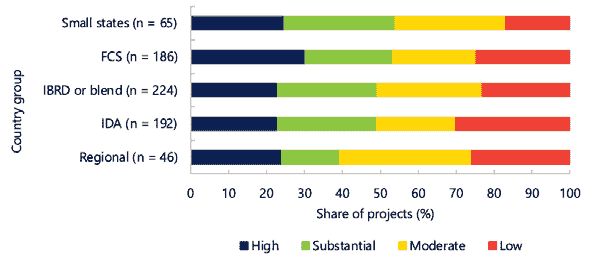 Country group
Small states (n = 65)
FCS (n = 186)
IBRD or blend (n = 224)
IDA (n = 192)
Regional (n = 46)
0 10 20 30 40 50 60 70 80 90 100
Share of projects (%)
High Substantial Moderate Low